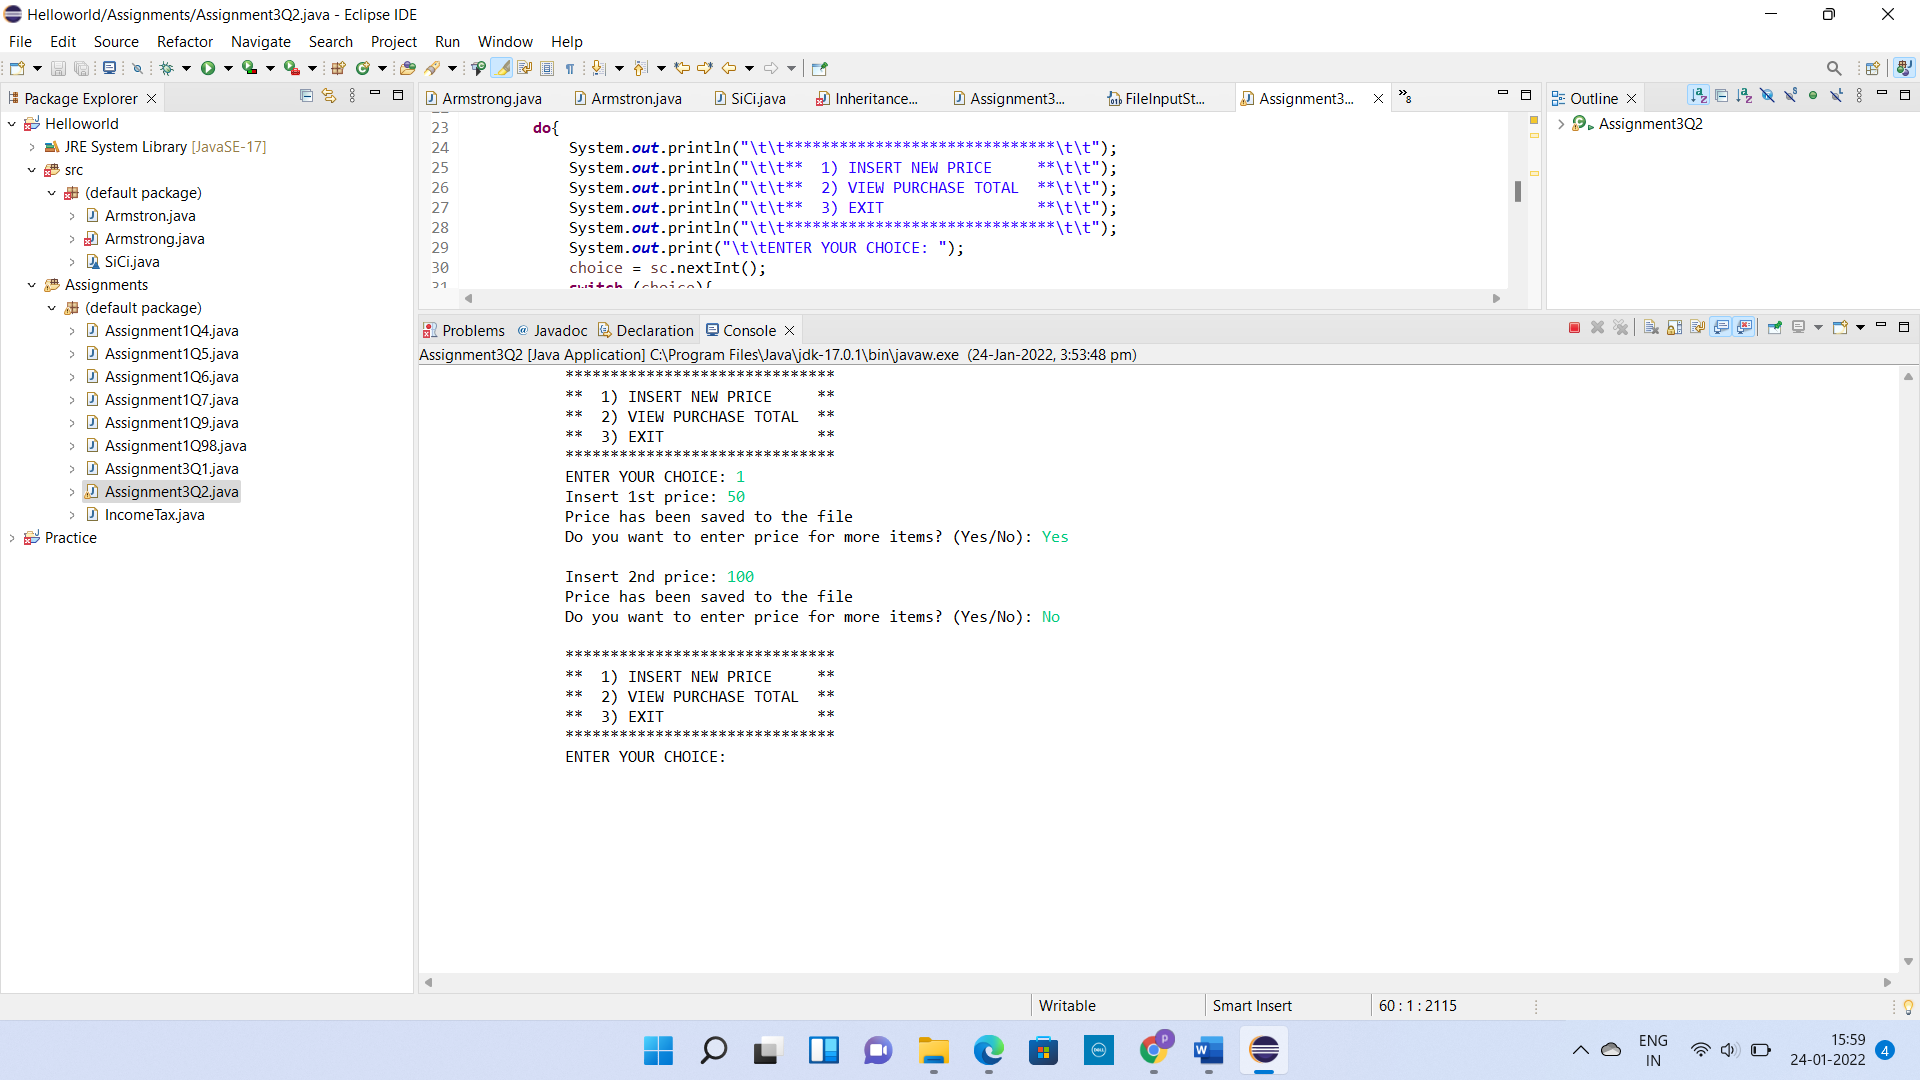 Helloworld/Assignments/Assignment3Q2.java - Eclipse IDE
File Edit Source Refactor Navigate Search Project Run Window Help
Package Explorer
Helloworld
JRE System Library [JavaSE-17]
src
(default package)
Armstron.java
Armstrong.java
SiCi.java
Assignments
(default package)
Assignment1Q4.java
Assignment1Q5.java
Assignment1Q6.java
Assignment1Q7.java
Assignment1Q9.java
Assignment1Q98.java
Assignment3Q1.java
Assignment3Q2.java
IncomeTax.java
Practice
Armstrong.java Armstron.java SiCi.java Inheritance... Assignment3... FileInputSt... Assignment3... »8
23 do{
24 System.out.println("\t\t******************************\t\t");
25 System.out.println("\t\t**  1) INSERT NEW PRICE     **\t\t");
26 System.out.println("\t\t**  2) VIEW PURCHASE TOTAL  **\t\t");
27 System.out.println("\t\t**  3) EXIT                 **\t\t");
28 System.out.println("\t\t******************************\t\t");
29 System.out.print("\t\tENTER YOUR CHOICE: ");
30 choice = sc.nextInt();
31 switch (choice){
Outline
Assignment3Q2
Problems Javadoc Declaration Console
Assignment3Q2 [Java Application] C:\Program Files\Java\jdk-17.0.1\bin\javaw.exe (24-Jan-2022, 3:53:48 pm)
******************************
**  1) INSERT NEW PRICE     **
**  2) VIEW PURCHASE TOTAL  **
**  3) EXIT                 **
******************************
ENTER YOUR CHOICE: 1
Insert 1st price: 50
Price has been saved to the file
Do you want to enter price for more items? (Yes/No): Yes
Insert 2nd price: 100
Price has been saved to the file
Do you want to enter price for more items? (Yes/No): No
******************************
**  1) INSERT NEW PRICE     **
**  2) VIEW PURCHASE TOTAL  **
**  3) EXIT                 **
******************************
ENTER YOUR CHOICE:
Writable Smart Insert 60 : 1 : 2115
ENG
IN
15:59
24-01-2022
4